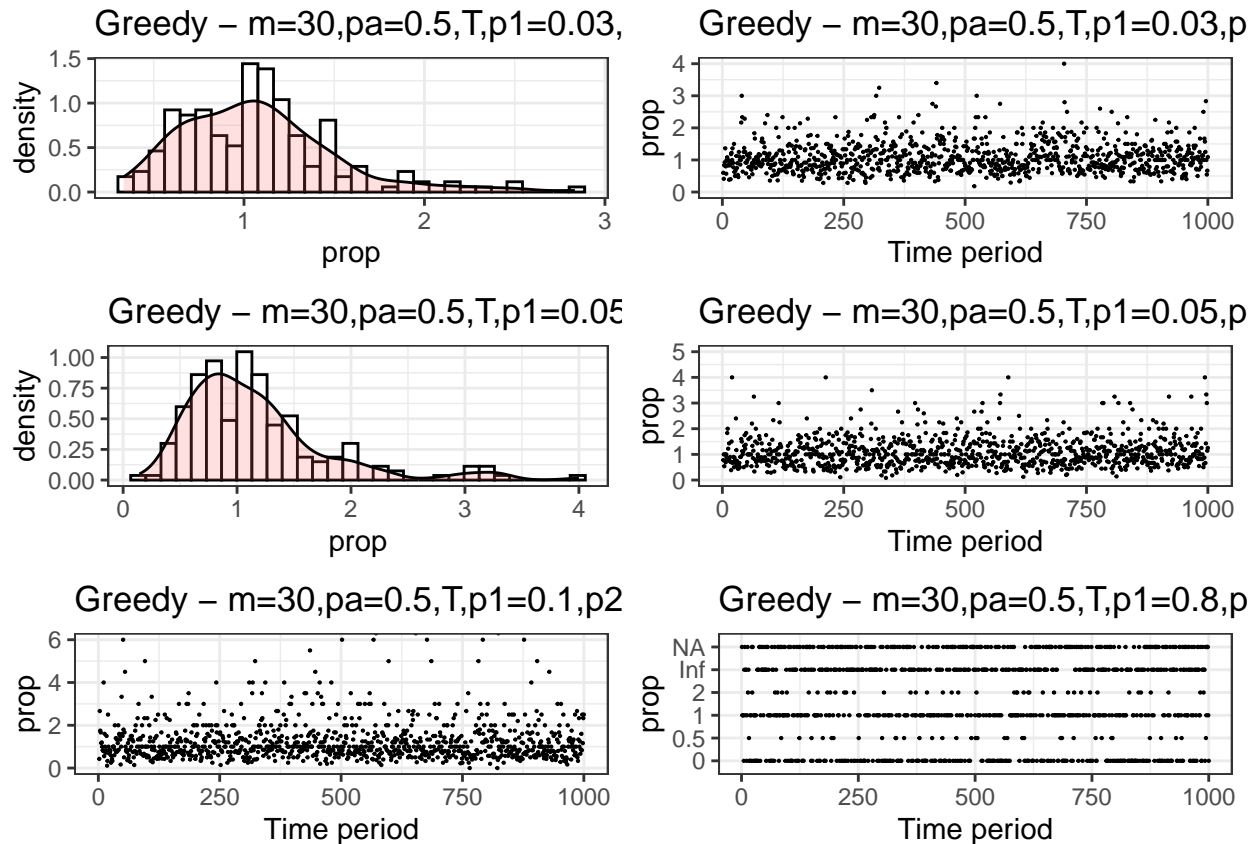 Greedy − m=30,pa=0.5,T,p1=0.03,
1.5
1.0
0.5
0.0
density
1
2
3
prop
Greedy − m=30,pa=0.5,T,p1=0.03,p
4
3
2
1
0
prop
0
250
500
750
1000
Time period
Greedy − m=30,pa=0.5,T,p1=0.05
1.00
0.75
0.50
0.25
0.00
density
0
1
2
3
4
prop
Greedy − m=30,pa=0.5,T,p1=0.05,p
5
4
3
2
1
0
prop
0
250
500
750
1000
Time period
Greedy − m=30,pa=0.5,T,p1=0.1,p2
6
4
2
0
prop
0
250
500
750
1000
Time period
Greedy − m=30,pa=0.5,T,p1=0.8,p
NA
Inf
2
1
0.5
0
prop
0
250
500
750
1000
Time period